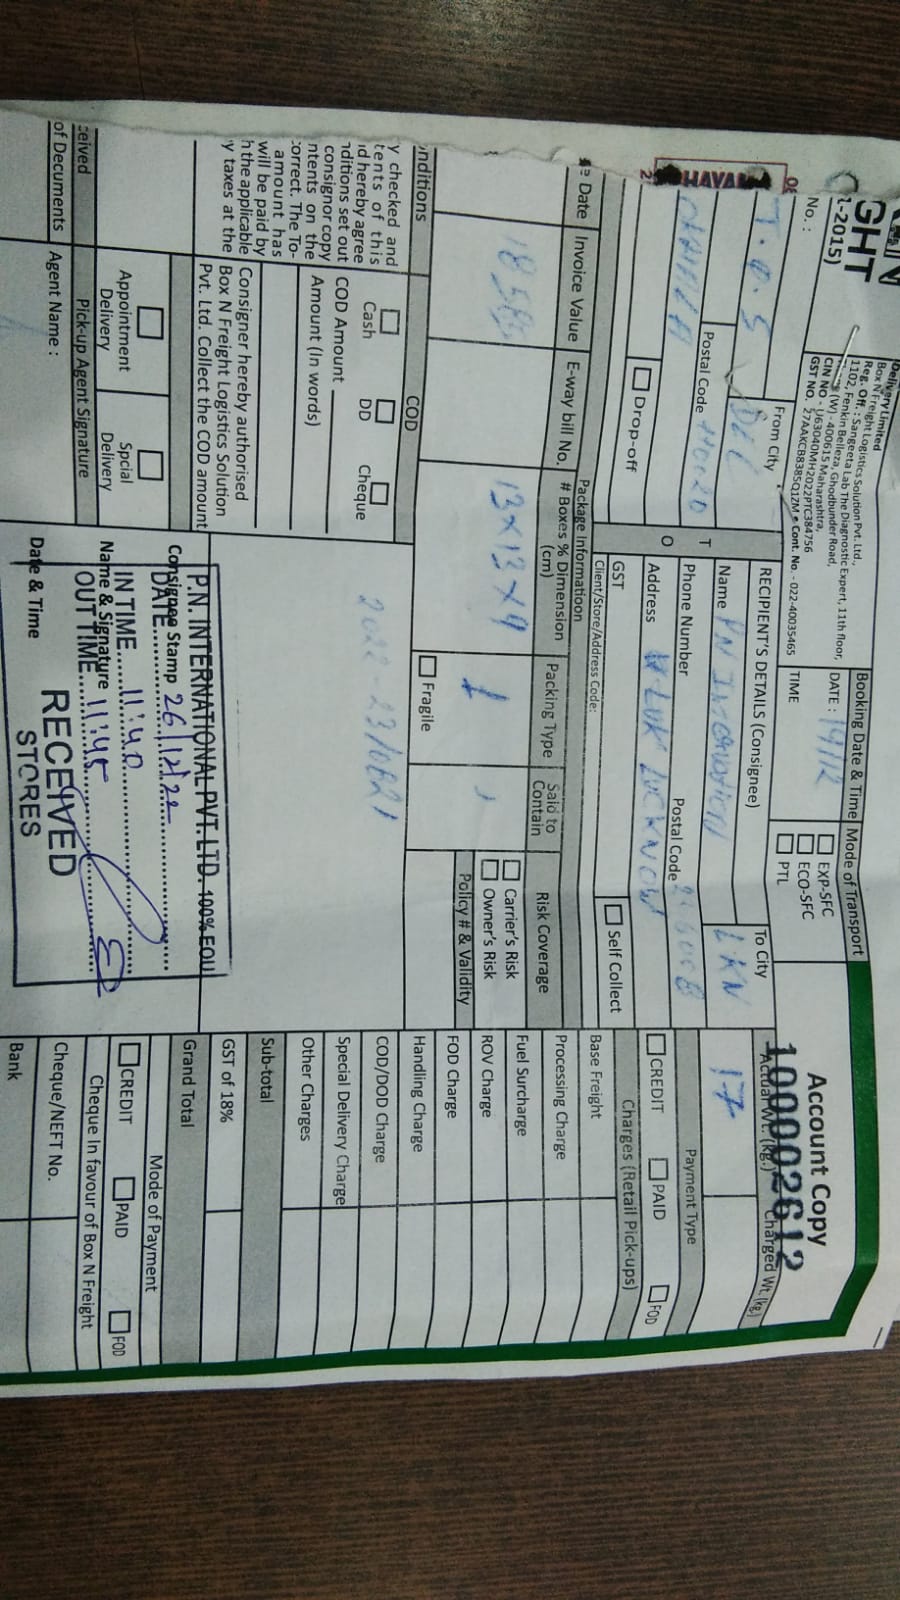 GHT
(-2015)
Delivery Limited
Box N Freight Logistics Solution Pvt. Ltd.,
Reg. Off. : Sangeeta Lab The Diagnostic Expert, 11th floor,
1102, Fenkin Belleza, Ghodbunder Road,
(W) - 400615 Maharashtra,
CIN NO - U63040MH2022PTC384756
GST NO. 27AAKCB8385Q1ZM • Cont. No. - 022-40035465
Booking Date & Time
DATE : 19/12
TIME
Mode of Transport
EXP-SFC
ECO-SFC
PTL
Account Copy
100002612
No. :
T.O.S
From City
DEL
Postal Code 110020
OKHALA
Drop-off
TO
RECIPIENT'S DETAILS (Consignee)
Name PN INTERNATION
To City
LKN
Phone Number
Postal Code
Address LUK LUCKNOW
GST
Self Collect
Client/Store/Address Code:
Actual Wt. (kg.)
17
Charged Wt. (kg.)
Payment Type
CREDIT PAID FOD
Charges (Retail Pick-ups)
Base Freight
Processing Charge
Fuel Surcharge
ROV Charge
FOD Charge
Handling Charge
COD/DOD Charge
Special Delivery Charge
Other Charges
Sub-total
GST of 18%
Grand Total
Mode of Payment
CREDIT PAID FOD
Cheque In favour of Box N Freight
Cheque/NEFT No.
Bank
Package Informatioon
e Date
Invoice Value
18585
E-way bill No.
# Boxes % Dimension
(cm)
13×13×9
Packing Type
1
Fragile
Said to
Contain
Risk Coverage
Carrier's Risk
Owner's Risk
Policy # & Validity
onditions
y checked and
tents of this
d hereby agree
nditions set out
consignor copy
ntents on the
correct. The To-
amount has
will be paid by
h the applicable
y taxes at the
COD
Cash DD Cheque
COD Amount
Amount (In words)
Consigner hereby authorised
Box N Freight Logistics Solution
Pvt. Ltd. Collect the COD amount
2022-23/0821
Appointment
Delivery
Spcial
Delivery
ceived
of Documents
Pick-up Agent Signature
Agent Name :
P.N. INTERNATIONAL PVT. LTD. 100% EOU
Consignee Stamp
DATE 26/12/22
IN TIME 11:40
Name & Signature
OUT TIME 11:45
RECEIVED
STORES
Date & Time